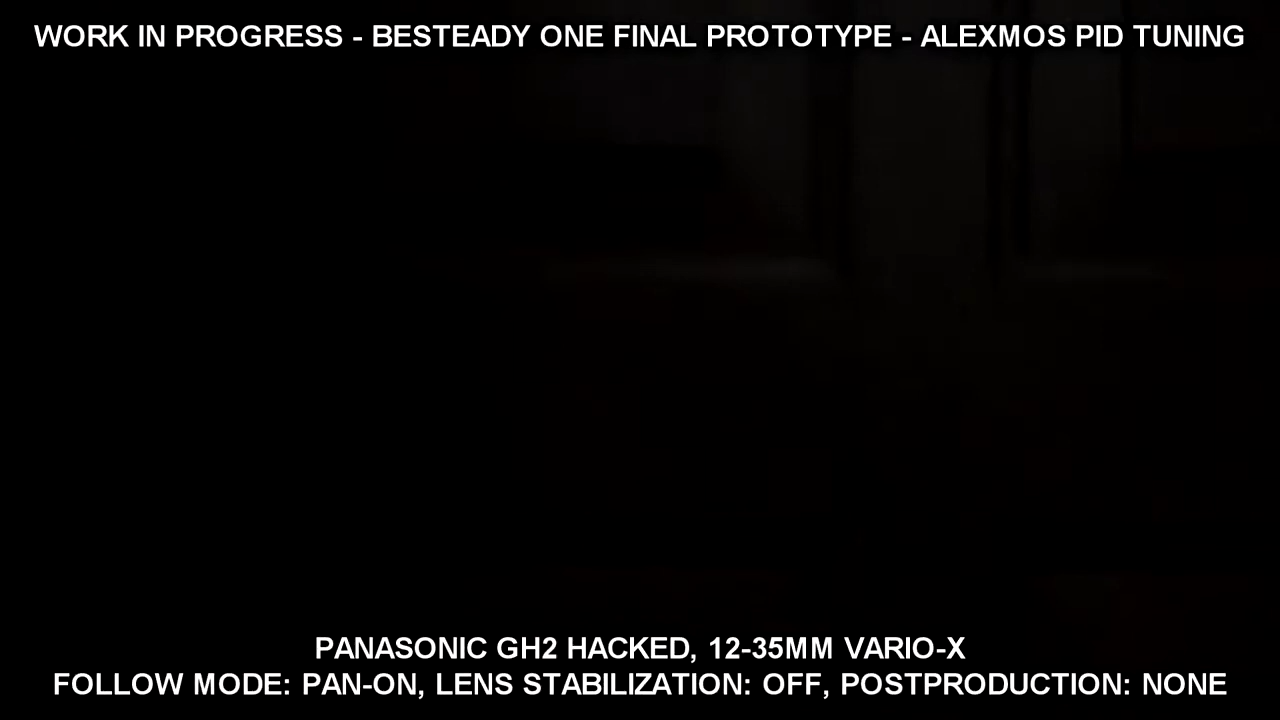 WORK IN PROGRESS - BESTEADY ONE FINAL PROTOTYPE - ALEXMOS PID TUNING
PANASONIC GH2 HACKED, 12-35MM VARIO-X
FOLLOW MODE: PAN-ON, LENS STABILIZATION: OFF, POSTPRODUCTION: NONE